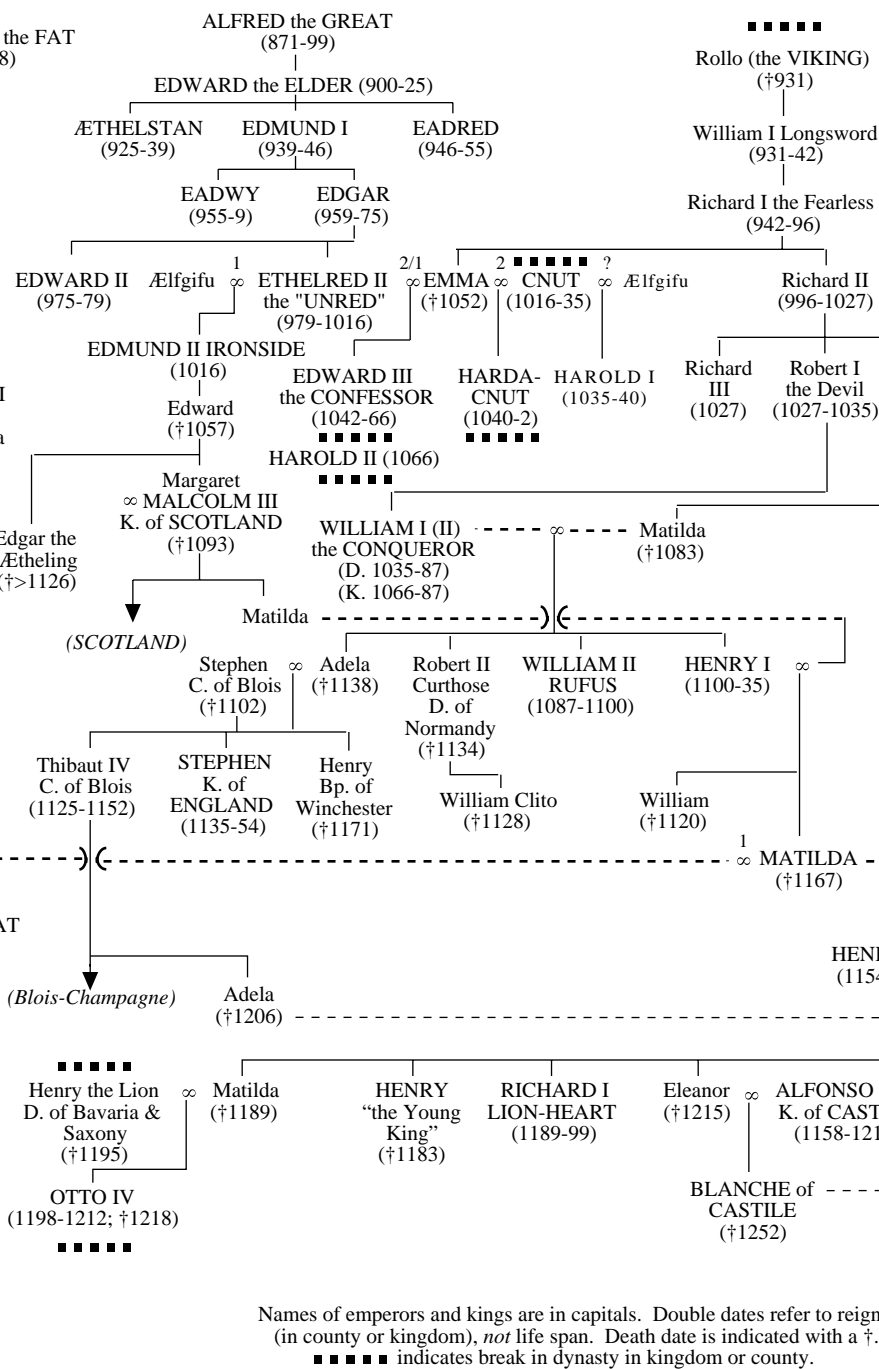 the FAT
8)
ALFRED the GREAT
(871-99)
EDWARD the ELDER (900-25)
ÆTHELSTAN
(925-39)
EDMUND I
(939-46)
EADRED
(946-55)
EADWY
(955-9)
EDGAR
(959-75)
Rollo (the VIKING)
(†931)
William I Longsword
(931-42)
Richard I the Fearless
(942-96)
EDWARD II
(975-79)
Ælfgifu
1
∞
ETHELRED II
the "UNRED"
(979-1016)
2/1
∞
EMMA
(†1052)
2
∞
CNUT
(1016-35)
?
∞
Ælfgifu
Richard II
(996-1027)
EDMUND II IRONSIDE
(1016)
EDWARD III
the CONFESSOR
(1042-66)
HARDA-
CNUT
(1040-2)
HAROLD I
(1035-40)
Richard
III
(1027)
Robert I
the Devil
(1027-1035)
I
a
Edward
(†1057)
HAROLD II (1066)
Edgar the
Ætheling
(†>1126)
Margaret
∞ MALCOLM III
K. of SCOTLAND
(†1093)
WILLIAM I (II)
the CONQUEROR
(D. 1035-87)
(K. 1066-87)
∞
Matilda
(†1083)
(SCOTLAND)
Matilda
Stephen
C. of Blois
(†1102)
∞
Adela
(†1138)
Robert II
Curthose
D. of
Normandy
(†1134)
WILLIAM II
RUFUS
(1087-1100)
HENRY I
(1100-35)
∞
Thibaut IV
C. of Blois
(1125-1152)
STEPHEN
K. of
ENGLAND
(1135-54)
Henry
Bp. of
Winchester
(†1171)
William Clito
(†1128)
William
(†1120)
1
∞ MATILDA
(†1167)
AT
HENR
(1154
(Blois-Champagne)
Adela
(†1206)
Henry the Lion
D. of Bavaria &
Saxony
(†1195)
∞
Matilda
(†1189)
HENRY
“the Young
King”
(†1183)
RICHARD I
LION-HEART
(1189-99)
Eleanor
(†1215)
∞
ALFONSO
K. of CAST
(1158-121
OTTO IV
(1198-1212; †1218)
BLANCHE of
CASTILE
(†1252)
Names of emperors and kings are in capitals. Double dates refer to reign
(in county or kingdom), not life span. Death date is indicated with a †.
indicates break in dynasty in kingdom or county.